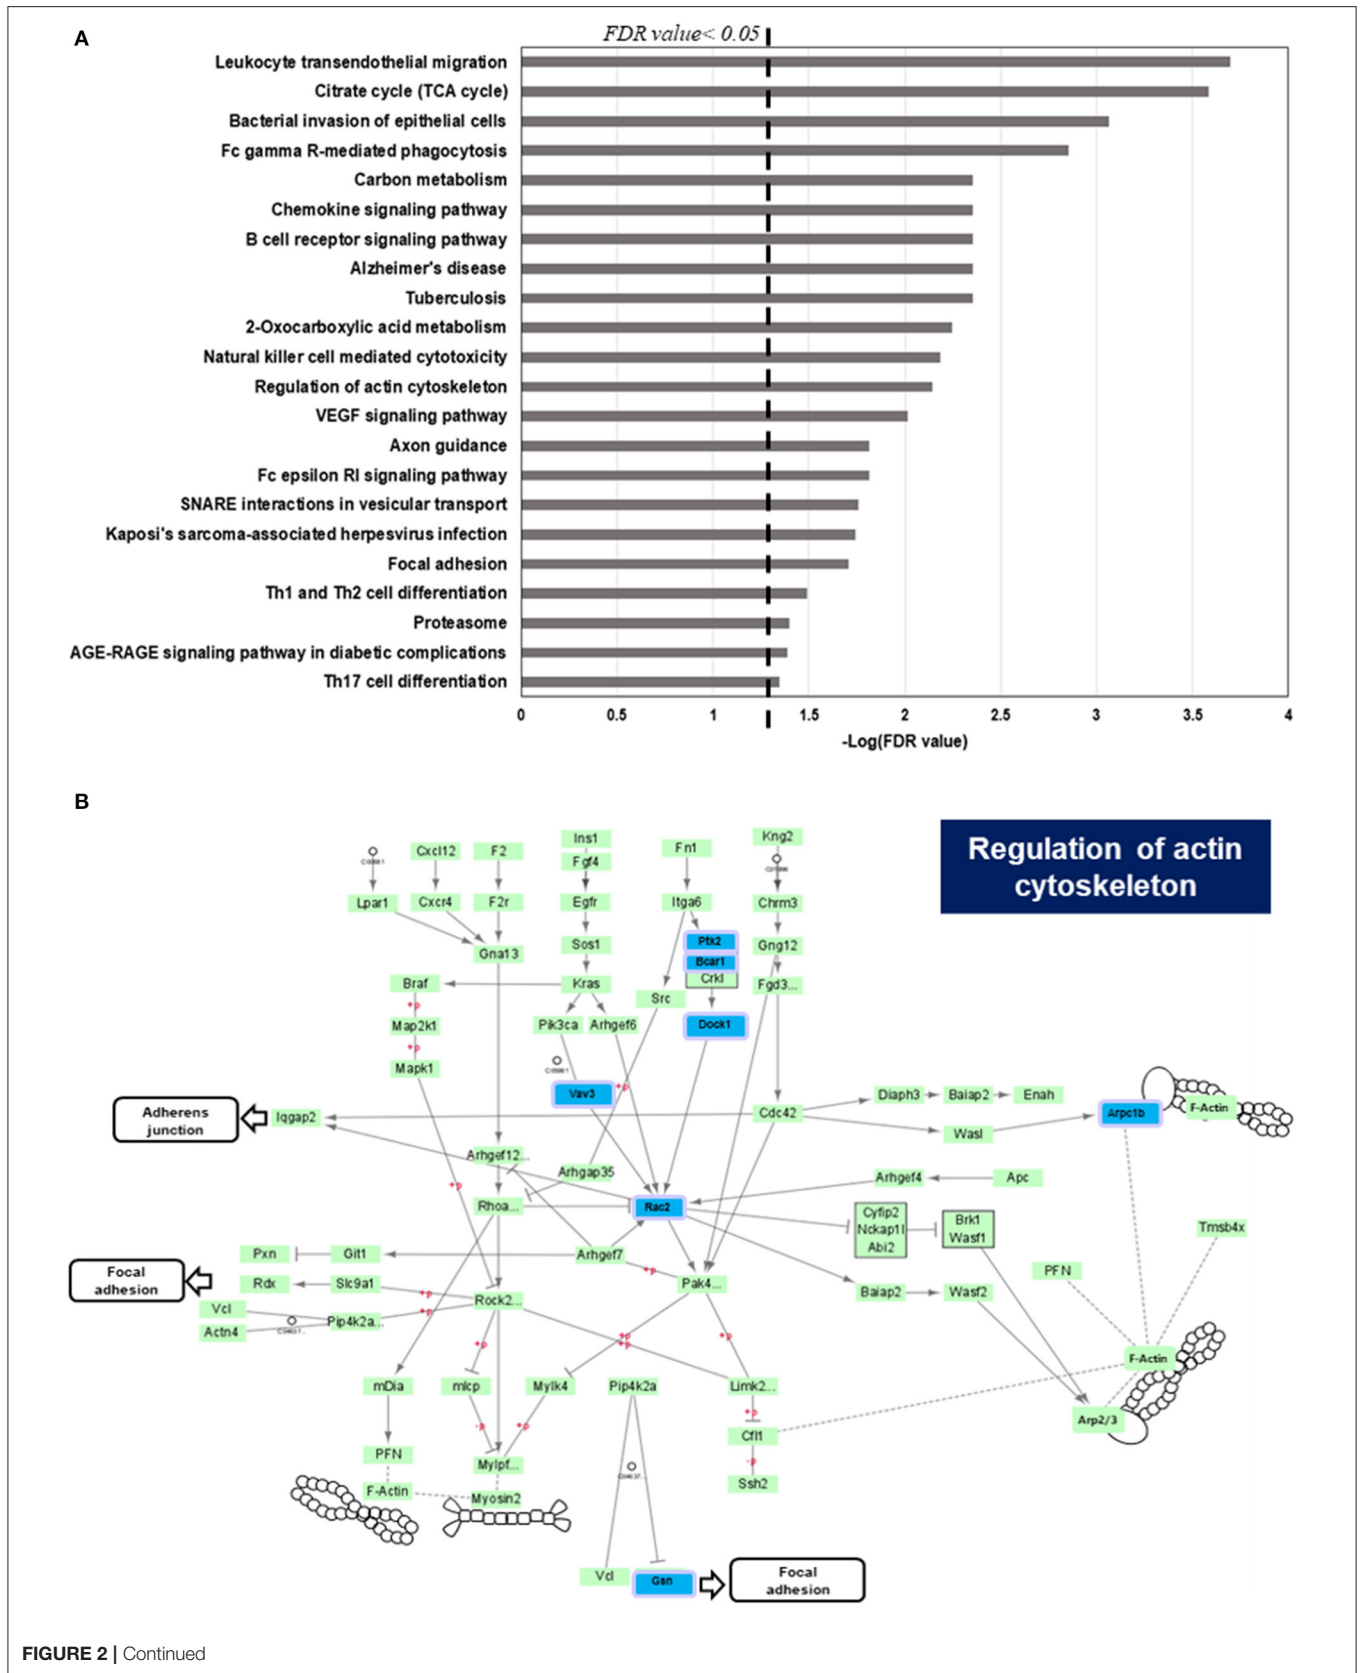 A
FDR value< 0.05
Leukocyte transendothelial migration
Citrate cycle (TCA cycle)
Bacterial invasion of epithelial cells
Fc gamma R-mediated phagocytosis
Carbon metabolism
Chemokine signaling pathway
B cell receptor signaling pathway
Alzheimer's disease
Tuberculosis
2-Oxocarboxylic acid metabolism
Natural killer cell mediated cytotoxicity
Regulation of actin cytoskeleton
VEGF signaling pathway
Axon guidance
Fc epsilon RI signaling pathway
SNARE interactions in vesicular transport
Kaposi's sarcoma-associated herpesvirus infection
Focal adhesion
Th1 and Th2 cell differentiation
Proteasome
AGE-RAGE signaling pathway in diabetic complications
Th17 cell differentiation
0 0.5 1 1.5 2 2.5 3 3.5 4
-Log(FDR value)
B
Regulation of actin
cytoskeleton
Ins1
Kng2
Cxcl12 F2 Fn1
Fgf4
Lpar1 Cxcr4 F2r Egfr Itga6 Chrm3
Ptk2
Gna13 Sos1 Gng12
Bcar1
Crkl
Braf Kras Fgd3...
Src
+p
Map2k1 Pik3ca Arhgef6 Dock1
+p
Mapk1
Vav3 +p
Diaph3 Baiap2 Enah
Adherens
junction
Iqgap2 Cdc42 Arpc1b F-Actin
Wasl
Arhgef12...
Arhgap35 Arhgef4 Apc
+p
Rhoa... Rac2
Cyfip2
Nckap1l
Abi2
Brk1
Wasf1
Tmsb4x
Pxn Git1 Arhgef7
+p
PFN
Focal
adhesion
Rdx Slc9a1 Pak4...
+p
Rock2... Baiap2 Wasf2
Vcl
+p
Pip4k2a...
Actn4
+p +p +p +p
F-Actin
mDia mlcp Mylk4 Pip4k2a Limk2...
+p
Arp2/3
-p +p
Cfl1
PFN
-p
Mylpf...
Ssh2
F-Actin Myosin2
Vcl Gsn
Focal
adhesion
FIGURE 2 | Continued